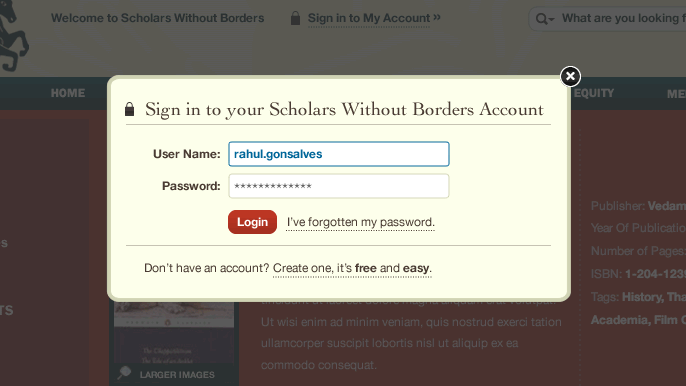 Welcome to Scholars Without Borders
Sign in to My Account »
What are you looking f
HOME
EQUITY
ME
Sign in to your Scholars Without Borders Account
User Name: rahul.gonsalves
Password: *************
Login I've forgotten my password.
Don't have an account? Create one, it's free and easy.
Publisher: Vedam
Year Of Publicatio
Number of Pages:
ISBN: 1-204-1239
Tags: History, Tha
Academia, Film C
s
TS
Ut wisi enim ad minim veniam, quis nostrud exerci tation
ullamcorper suscipit lobortis nisl ut aliquip ex ea
commodo consequat.
LARGER IMAGES